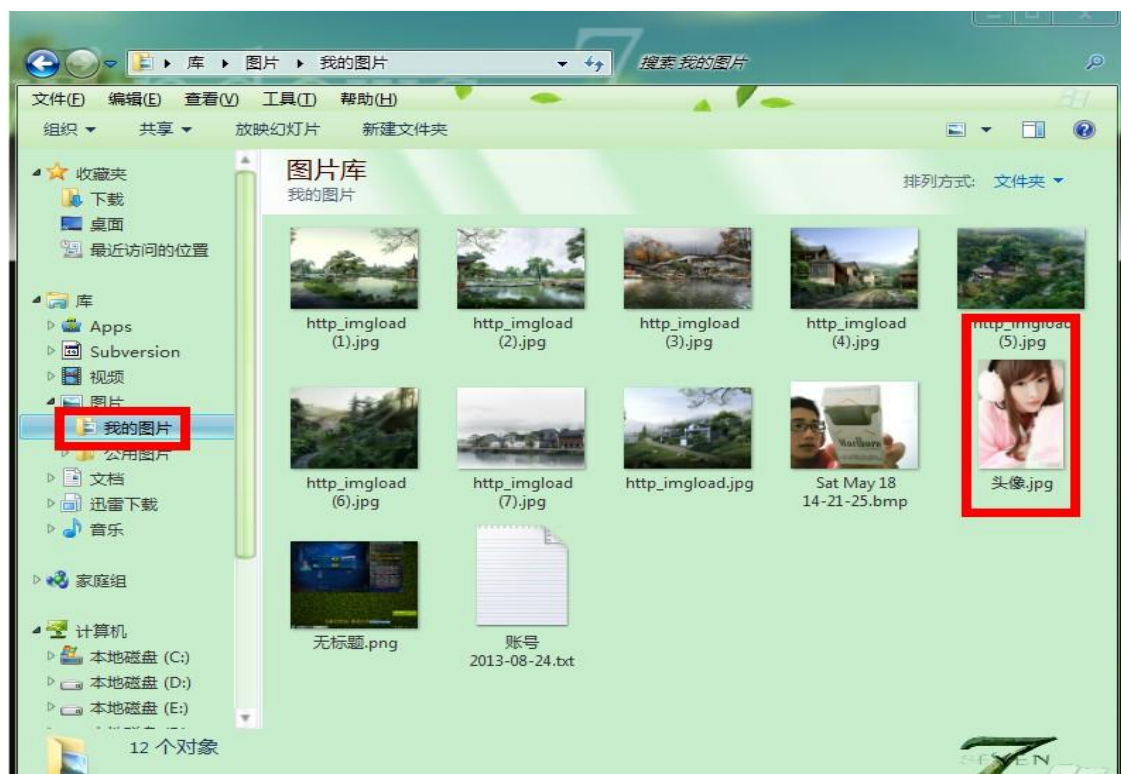 库 ▸ 图片 ▸ 我的图片
搜索 我的图片
文件(F) 编辑(E) 查看(V) 工具(T) 帮助(H)
组织 共享 放映幻灯片 新建文件夹
收藏夹
下载
桌面
最近访问的位置
库
Apps
Subversion
视频
图片
我的图片
公用图片
文档
迅雷下载
音乐
家庭组
计算机
本地磁盘 (C:)
本地磁盘 (D:)
本地磁盘 (E:)
图片库
我的图片
排列方式: 文件夹
http_imgload
(1).jpg
http_imgload
(2).jpg
http_imgload
(3).jpg
http_imgload
(4).jpg
http_imgload
(5).jpg
http_imgload
(6).jpg
http_imgload
(7).jpg
http_imgload.jpg
Marlboro
Sat May 18
14-21-25.bmp
头像.jpg
无标题.png
账号
2013-08-24.txt
12 个对象
7
SEVEN